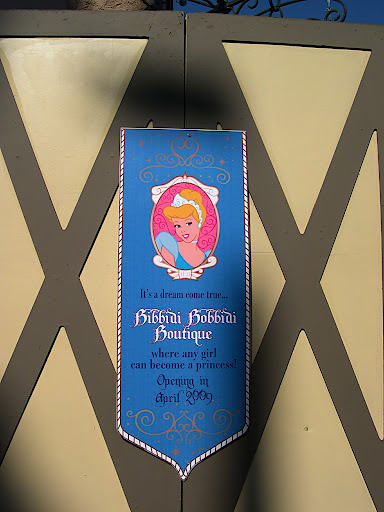 It's a dream come true...
Bibbidi Bobbidi
Boutique
where any girl
can become a princess!
Opening in
April 2009